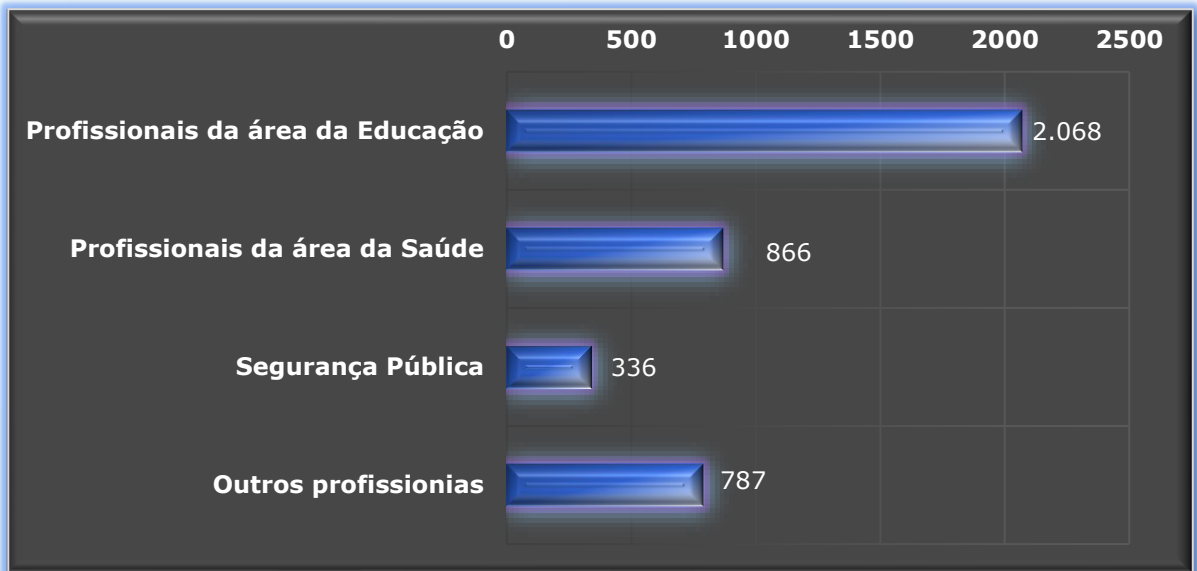 0 500 1000 1500 2000 2500
Profissionais da área da Educação 2.068
Profissionais da área da Saúde 866
Segurança Pública 336
Outros profissionias 787